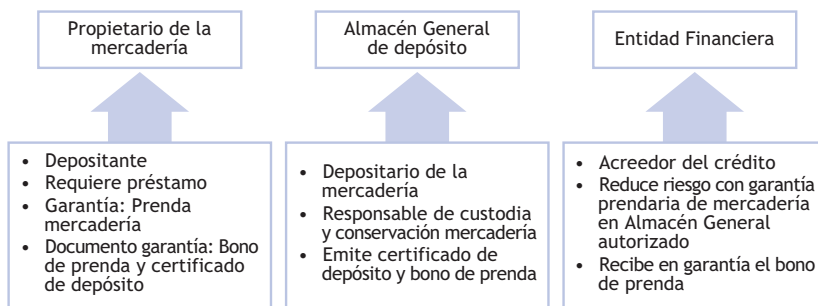 Propietario de la
mercadería
Almacén General
de depósito
Entidad Financiera
• Depositante
• Requiere préstamo
• Garantía: Prenda
mercadería
• Documento garantía: Bono
de prenda y certificado
de depósito
• Depositario de la
mercadería
• Responsable de custodia
y conservación mercadería
• Emite certificado de
depósito y bono de prenda
• Acreedor del crédito
• Reduce riesgo con garantía
prendaria de mercadería
en Almacén General
autorizado
• Recibe en garantía el bono
de prenda